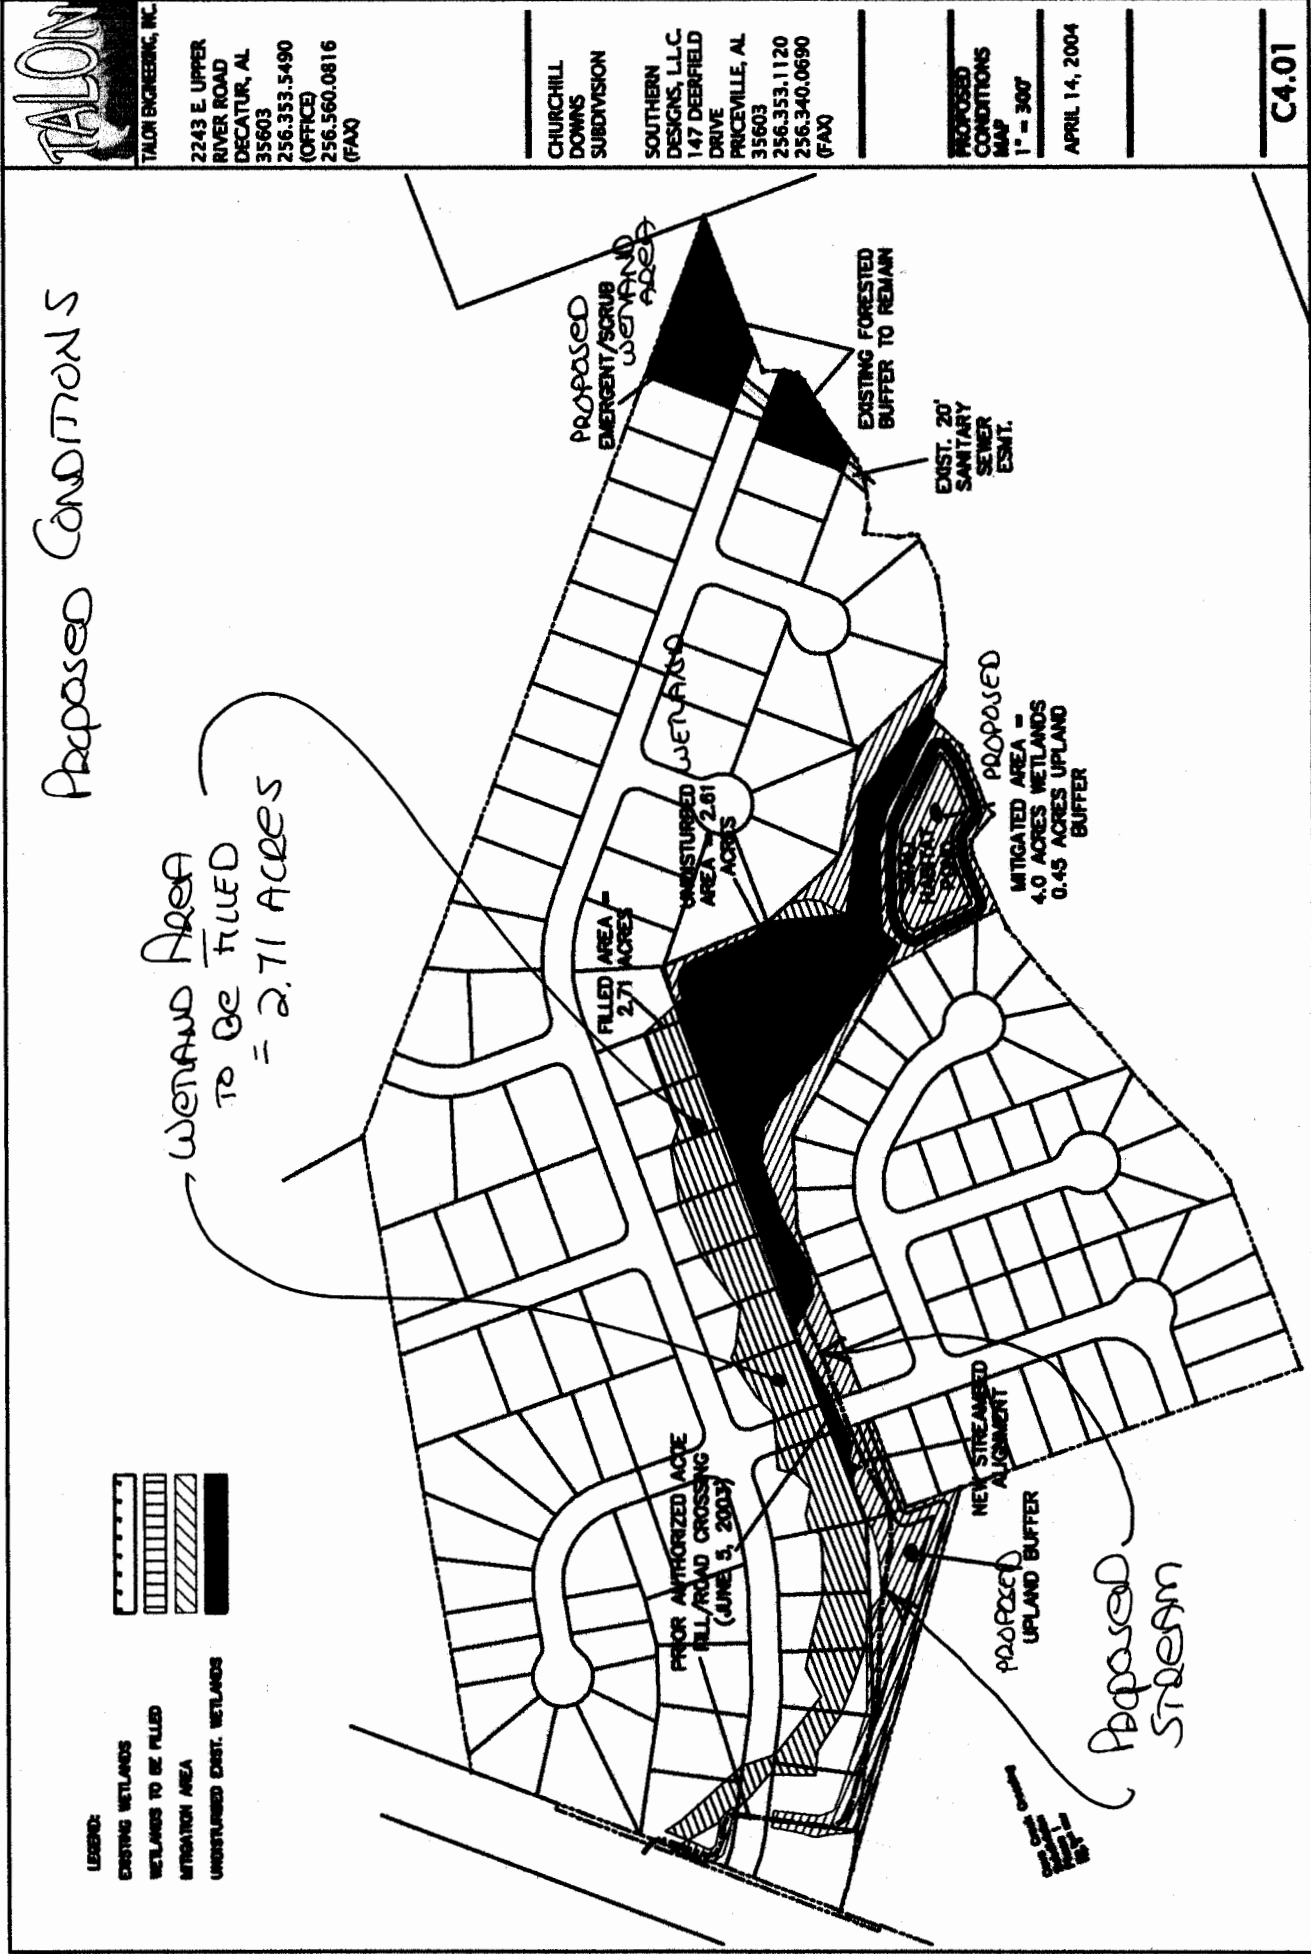 TALON
TALON ENGINEERING, INC.
2243 E. UPPER
RIVER ROAD
DECATUR, AL
35603
256.353.5490
(OFFICE)
256.560.0816
(FAX)
CHURCHILL
DOWNS
SUBDIVISION
SOUTHERN
DESIGNS, L.L.C.
147 DEERFIELD
DRIVE
PRICEVILLE, AL
35603
256.353.1120
256.340.0690
(FAX)
PROPOSED
CONDITIONS
MAP
1" = 300'
APRIL 14, 2004
C4.01
PROPOSED CONDITIONS
WETLAND AREA
TO BE FILLED
= 2.71 ACRES
PROPOSED
EMERGENT/SCRUB
WETLAND
AREA
EXISTING FORESTED
BUFFER TO REMAIN
EXIST. 20'
SANITARY
SEWER
ESMT.
WETLAND
UNDISTURBED
AREA = 2.61
ACRES
FILLED AREA =
2.71 ACRES
HABITAT
POND
PROPOSED
MITIGATED AREA =
4.0 ACRES WETLANDS
0.45 ACRES UPLAND
BUFFER
PRIOR AUTHORIZED ACOE
FILL/ROAD CROSSING
(JUNE 5, 2003)
NEW STREAMBED
ALIGNMENT
PROPOSED
UPLAND BUFFER
PROPOSED
STREAM
LEGEND:
EXISTING WETLANDS
WETLANDS TO BE FILLED
MITIGATION AREA
UNDISTURBED EXIST. WETLANDS